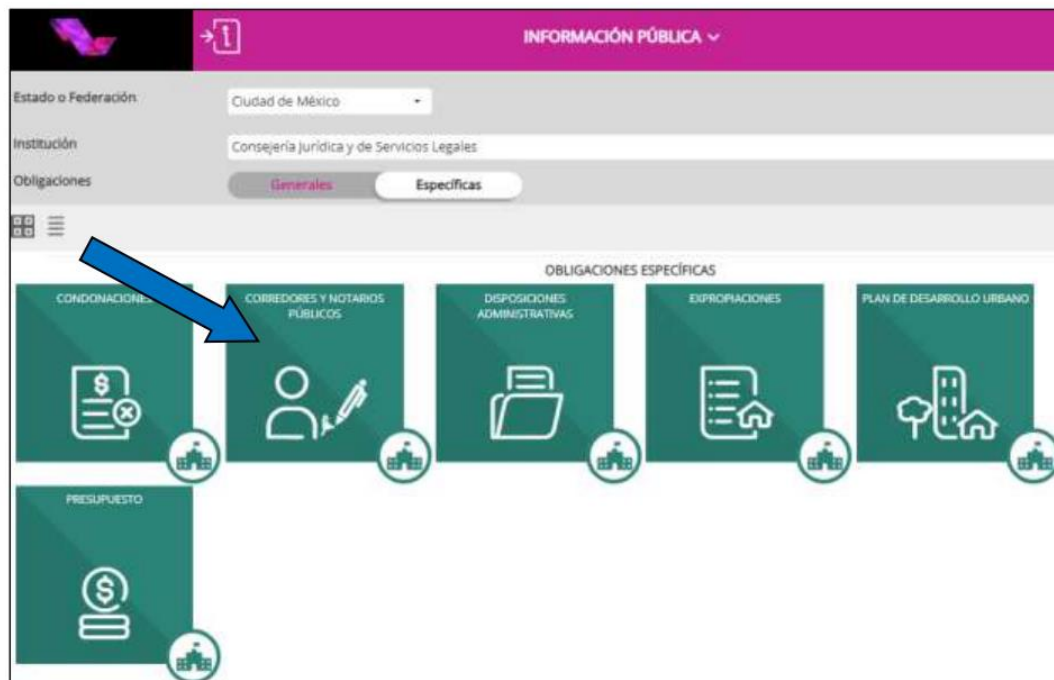 INFORMACIÓN PÚBLICA
Estado o Federación
Ciudad de México
Institución
Consejería Jurídica y de Servicios Legales
Obligaciones
Generales
Específicas
OBLIGACIONES ESPECÍFICAS
CONDONACIONES
CORREDORES Y NOTARIOS
PÚBLICOS
DISPOSICIONES
ADMINISTRATIVAS
EXPROPIACIONES
PLAN DE DESARROLLO URBANO
PRESUPUESTO